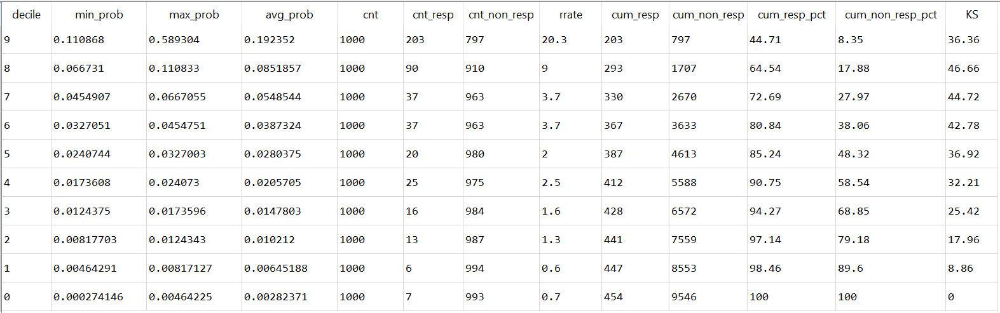 decile min_prob max_prob avg_prob cnt cnt_resp cnt_non_resp rrate cum_resp cum_non_resp cum_resp_pct cum_non_resp_pct KS
9 0.110868 0.589304 0.192352 1000 203 797 20.3 203 797 44.71 8.35 36.36
8 0.066731 0.110833 0.0851857 1000 90 910 9 293 1707 64.54 17.88 46.66
7 0.0454907 0.0667055 0.0548544 1000 37 963 3.7 330 2670 72.69 27.97 44.72
6 0.0327051 0.0454751 0.0387324 1000 37 963 3.7 367 3633 80.84 38.06 42.78
5 0.0240744 0.0327003 0.0280375 1000 20 980 2 387 4613 85.24 48.32 36.92
4 0.0173608 0.024073 0.0205705 1000 25 975 2.5 412 5588 90.75 58.54 32.21
3 0.0124375 0.0173596 0.0147803 1000 16 984 1.6 428 6572 94.27 68.85 25.42
2 0.00817703 0.0124343 0.010212 1000 13 987 1.3 441 7559 97.14 79.18 17.96
1 0.00464291 0.00817127 0.00645188 1000 6 994 0.6 447 8553 98.46 89.6 8.86
0 0.000274146 0.00464225 0.00282371 1000 7 993 0.7 454 9546 100 100 0